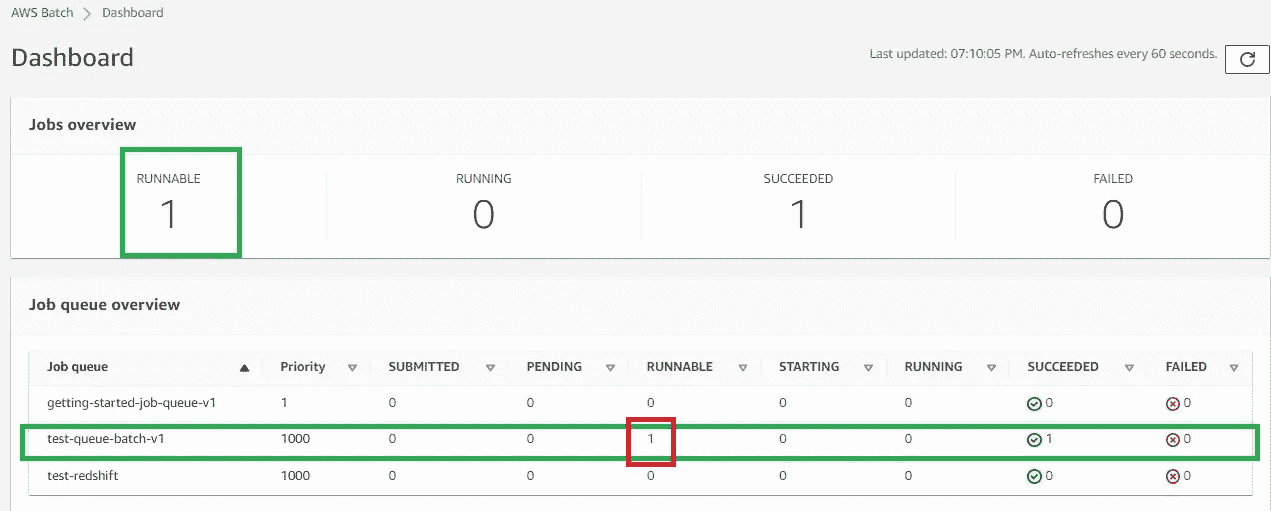 AWS Batch > Dashboard
Dashboard
Last updated: 07:10:05 PM. Auto-refreshes every 60 seconds.
Jobs overview
RUNNABLE RUNNING SUCCEEDED FAILED
1 0 1 0
Job queue overview
Job queue Priority SUBMITTED PENDING RUNNABLE STARTING RUNNING SUCCEEDED FAILED
getting-started-job-queue-v1 1 0 0 0 0 0 0 0
test-queue-batch-v1 1000 0 0 1 0 0 1 0
test-redshift 1000 0 0 0 0 0 0 0